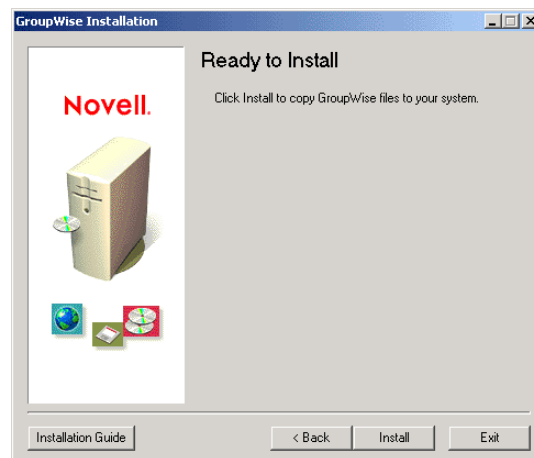 GroupWise Installation
Ready to Install
Click Install to copy GroupWise files to your system.
Novell.
Installation Guide
< Back
Install
Exit